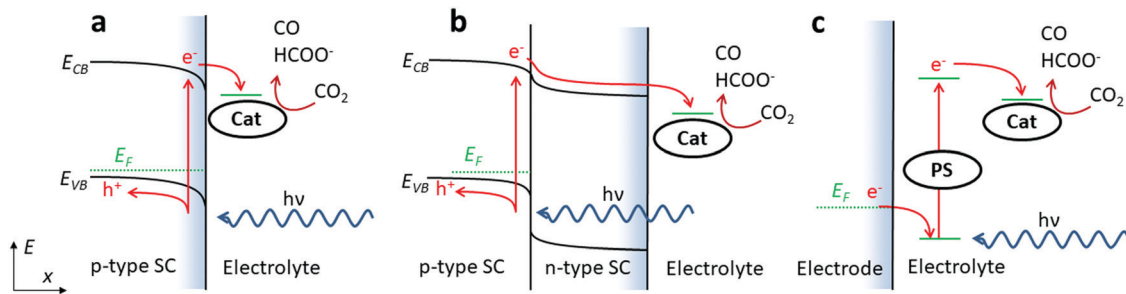 a
CO
HCOO⁻
E_CB
e⁻
CO₂
Cat
E_F
E_VB
h⁺
hν
E
x
p-type SC
Electrolyte
b
CO
HCOO⁻
E_CB
e⁻
CO₂
Cat
E_F
E_VB
h⁺
hν
p-type SC
n-type SC
Electrolyte
c
CO
HCOO⁻
e⁻
CO₂
Cat
PS
E_F
e⁻
hν
Electrode
Electrolyte